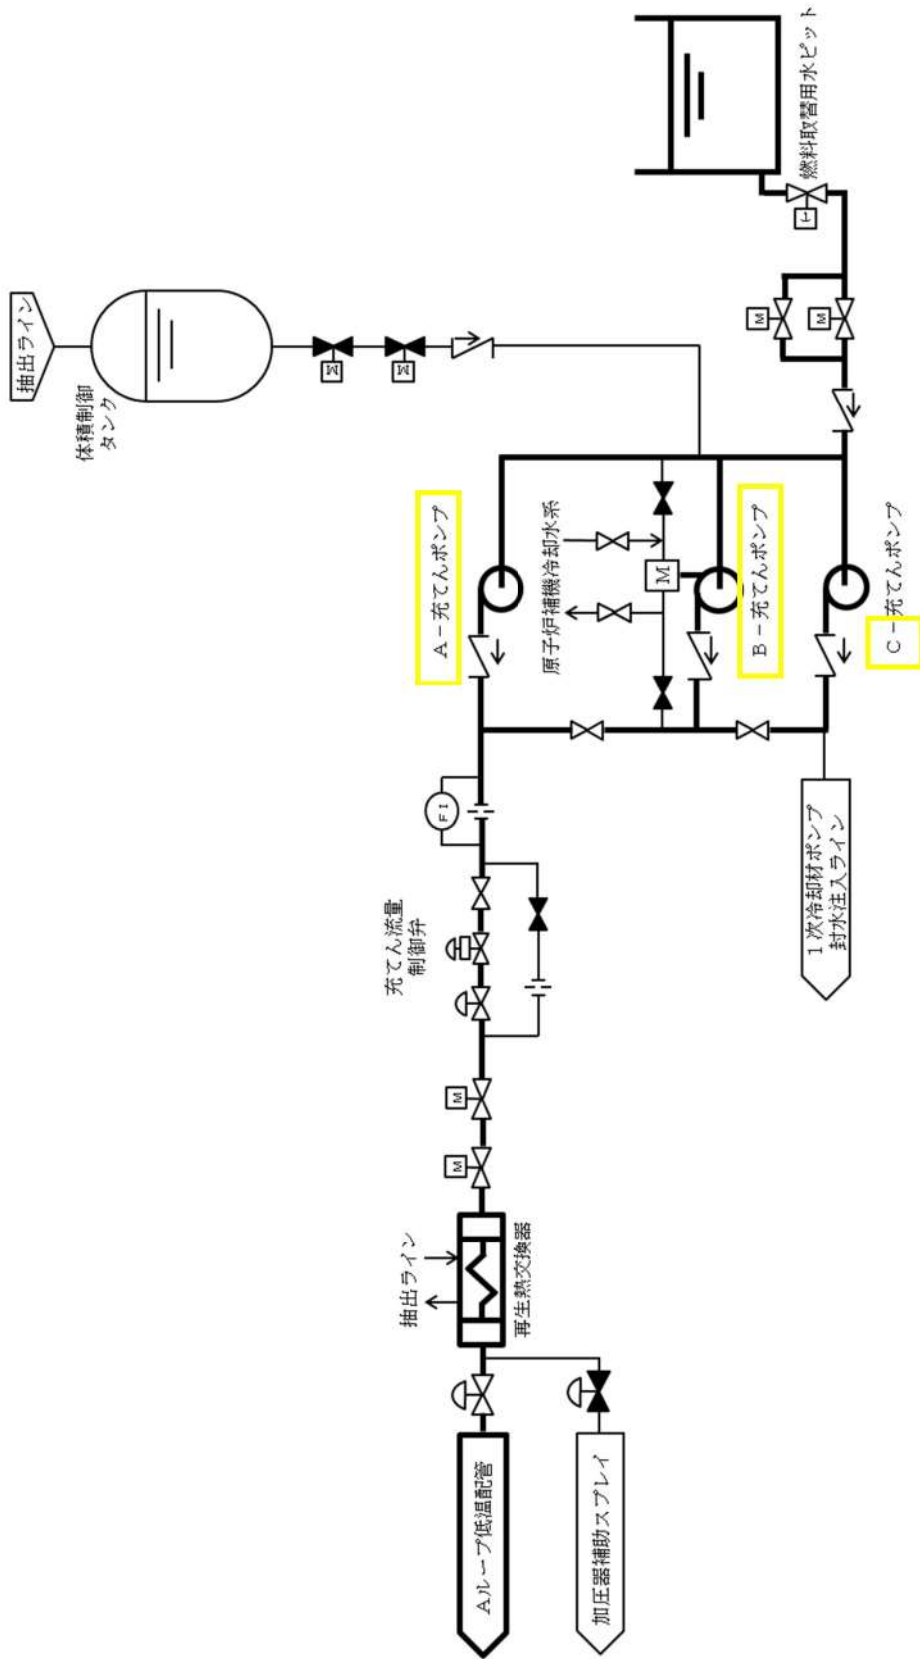 抽出ライン
体積制御
タンク
燃料取替用水ピット
M
M
M
M
A－充てんポンプ
原子炉補機冷却水系
M
B－充てんポンプ
C－充てんポンプ
FI
充てん流量
制御弁
1次冷却材ポンプ
封水注入ライン
M
M
抽出ライン
再生熱交換器
Aループ低温配管
加圧器補助スプレイ